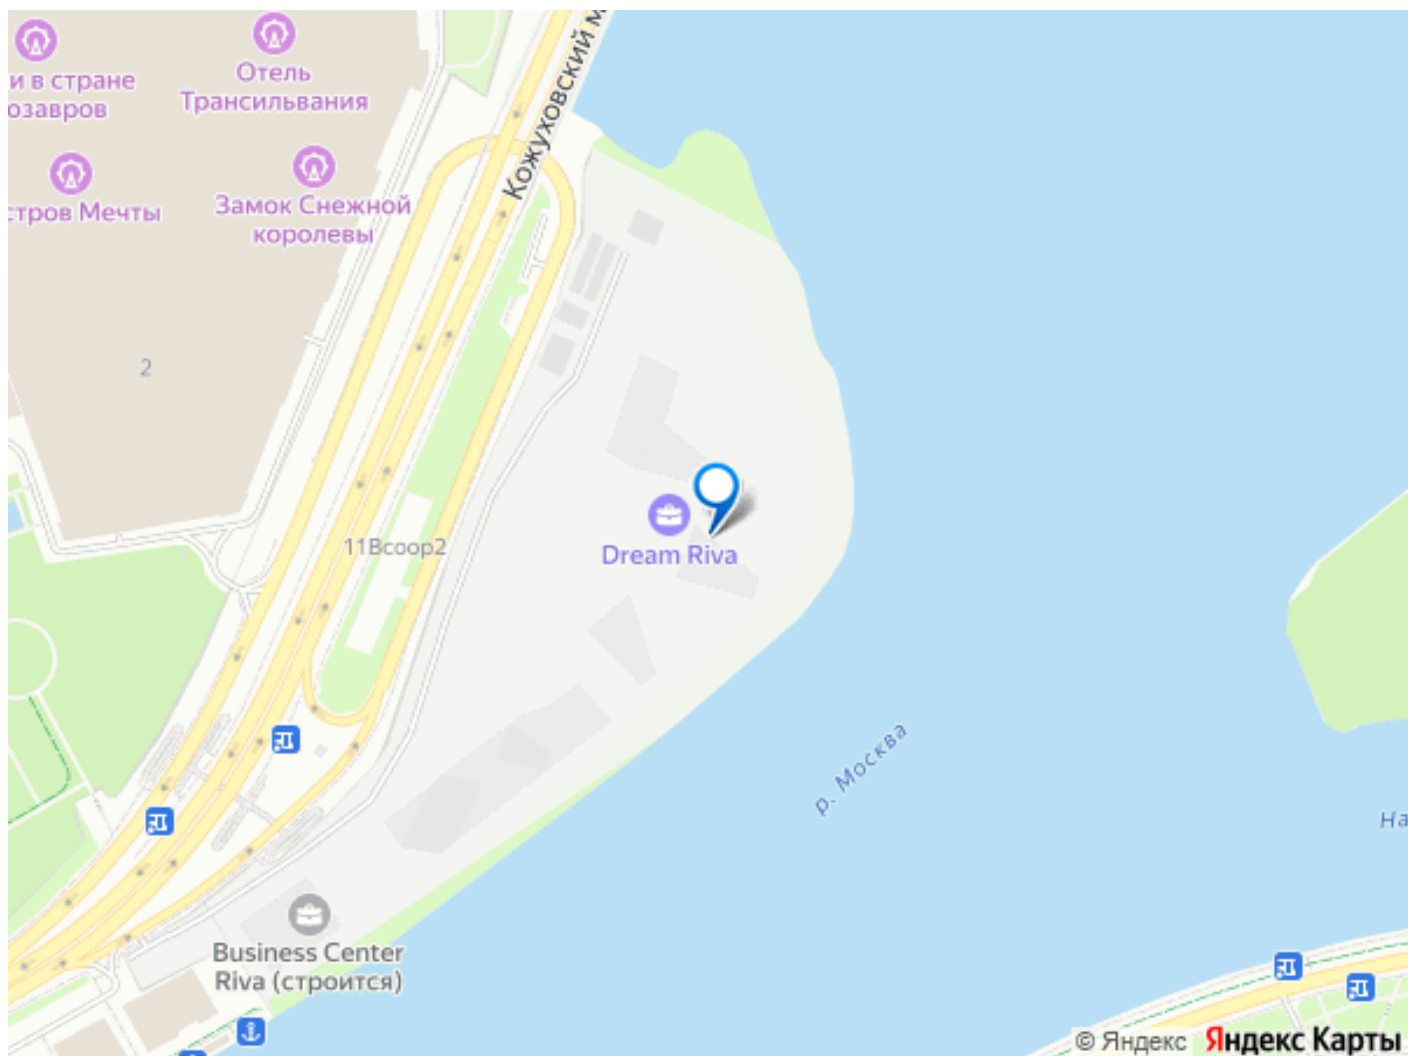 и в стране
озавров
Отель
Трансильвания
Кожуховский м
стров Мечты
Замок Снежной
королевы
2
11Всоор2
Dream Riva
р. Москва
На
Business Center
Riva (строится)
© Яндекс Яндекс Карты